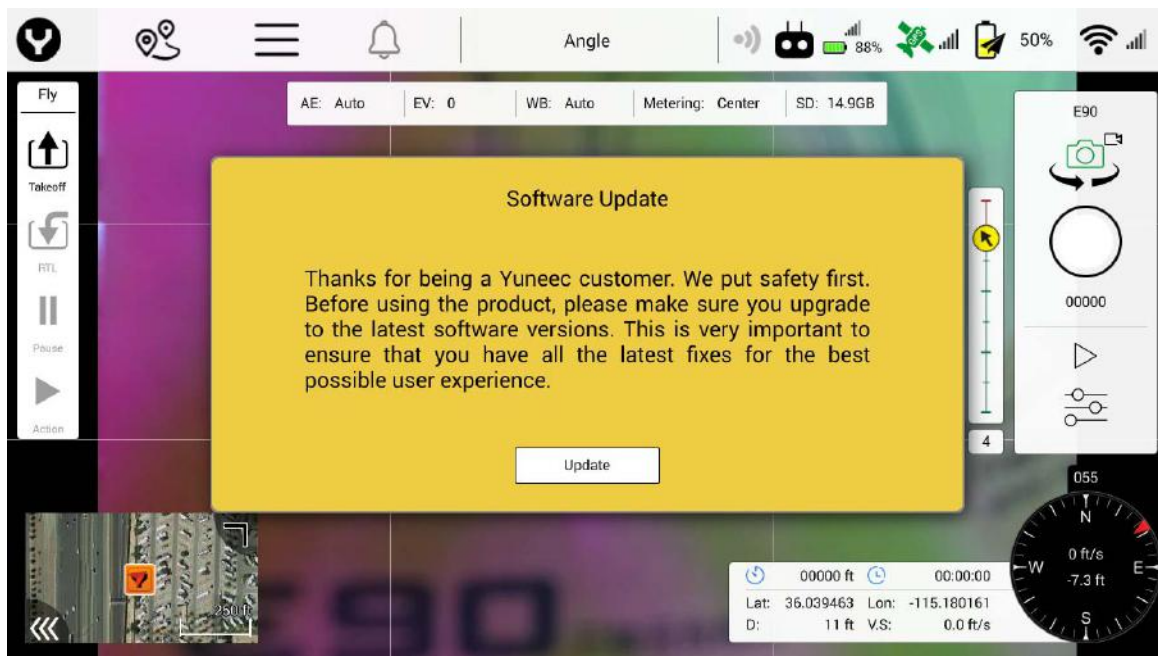 Angle
88%
GPS
50%
Fly
AE: Auto EV: 0 WB: Auto Metering: Center SD: 14.9GB
E90
Takeoff
Software Update
RTL
Thanks for being a Yuneec customer. We put safety first.
Before using the product, please make sure you upgrade
to the latest software versions. This is very important to
ensure that you have all the latest fixes for the best
possible user experience.
00000
Pause
Action
Update
4
055
N
W
E
S
0 ft/s
-7.3 ft
250 ft
E90
00000 ft 00:00:00
Lat: 36.039463 Lon: -115.180161
D: 11 ft V.S: 0.0 ft/s